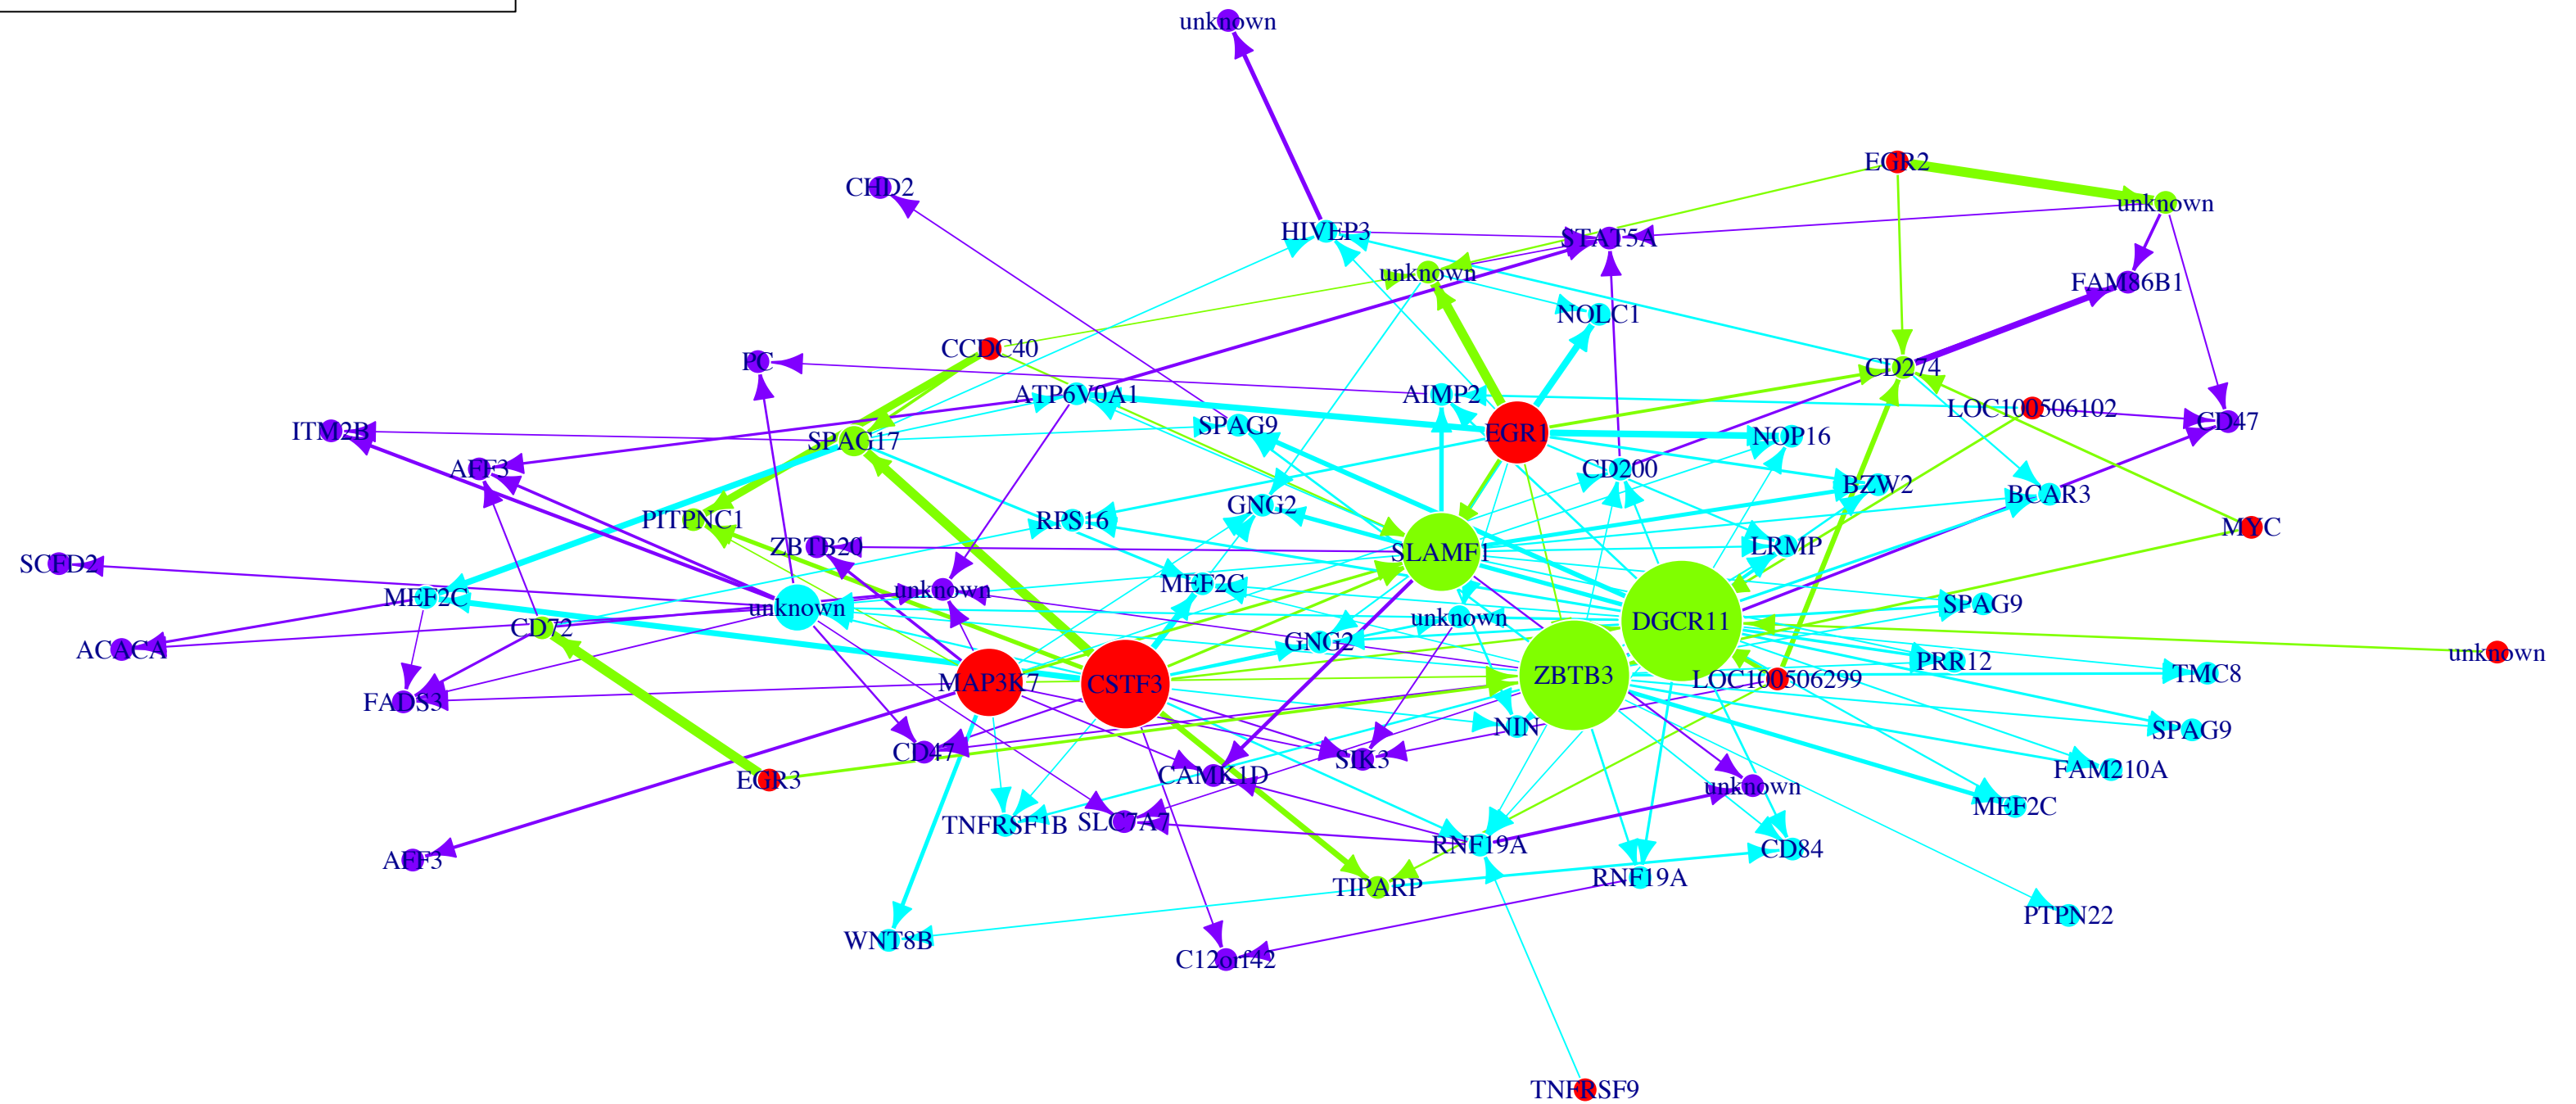 unknown
EGR2
CHD2
unknown
HIVEP3
STAT5A
unknown
FAM86B1
NOLC1
CCDC40
PC
CD274
ATP6V0A1
AIMP2
LOC100506102
CD47
ITM2B
SPAG9
EGR1
NOP16
SPAG17
AFF3
CD200
BZW2
BCAR3
GNG2
PITPNC1
RPS16
MYC
ZBTB20
SLAMF1
LRMP
SCFD2
MEF2C
unknown
MEF2C
unknown
SPAG9
unknown
DGCR11
CD72
GNG2
ACACA
unknown
PRR12
TMC8
ZBTB3
LOC100506299
MAP3K7
CSTF3
FADS3
NIN
SPAG9
CD47
SIK3
FAM210A
EGR3
CAMK1D
unknown
MEF2C
TNFRSF1B
SLC7A7
RNF19A
CD84
AFF3
RNF19A
TIPARP
PTPN22
WNT8B
C12orf42
TNFRSF9